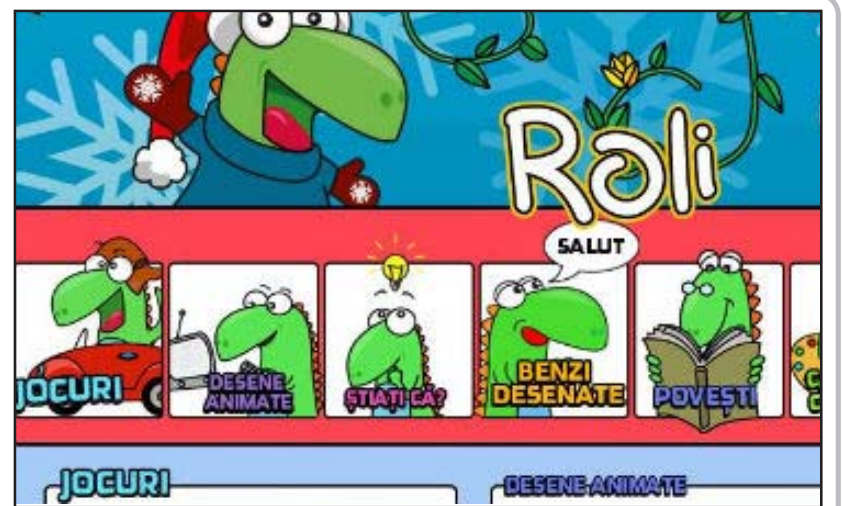 Roli
SALUT
JOCURI
DESENE
ANIMATE
ȘTIAȚI CĂ?
BENZI
DESENATE
POVEȘTI
JOCURI
DESENE ANIMATE